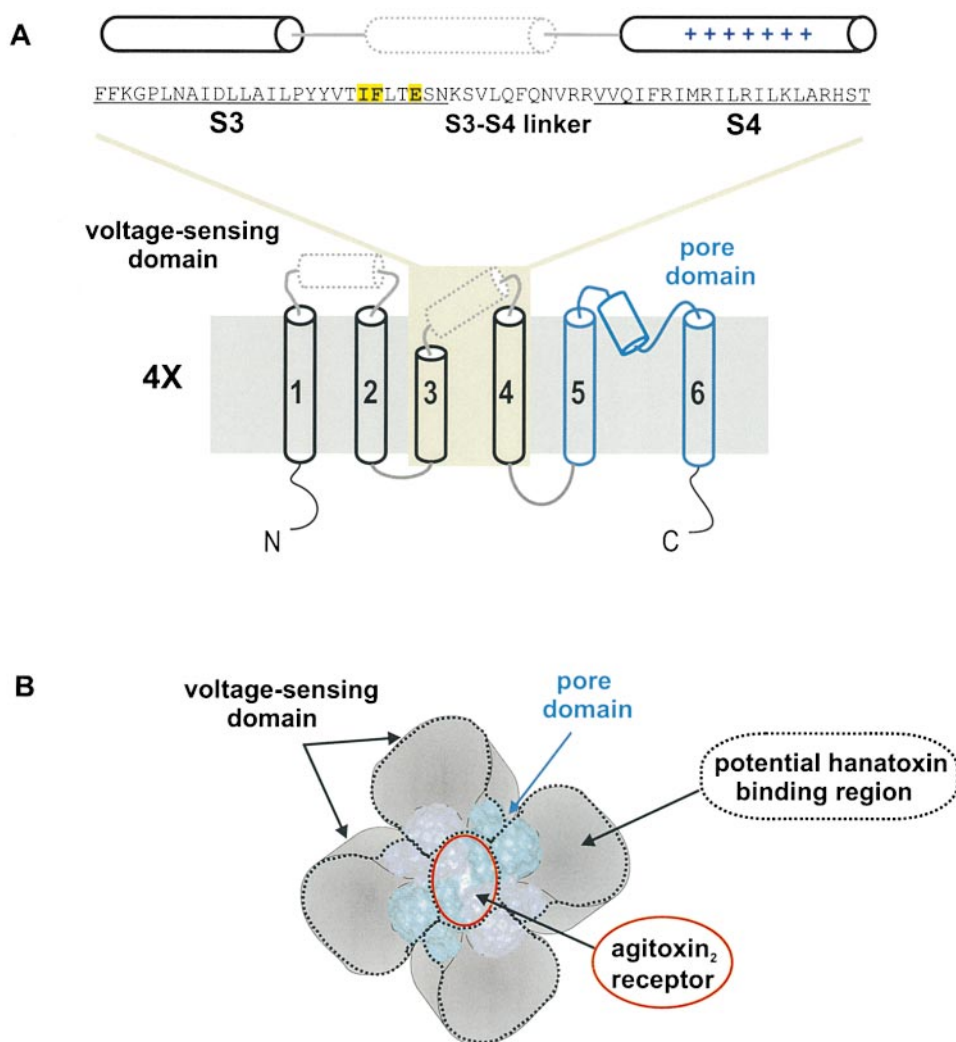 A
+ + + + + + +
FFKGPLNAIDLLAILPYYVTIFLTESNKSVLQFQNVRRVVQIFRIMRILRILKLARHST
S3
S3-S4 linker
S4
voltage-sensing
domain
pore
domain
4X
1
2
3
4
5
6
N
C
B
voltage-sensing
domain
pore
domain
potential hanatoxin
binding region
agitoxin₂
receptor